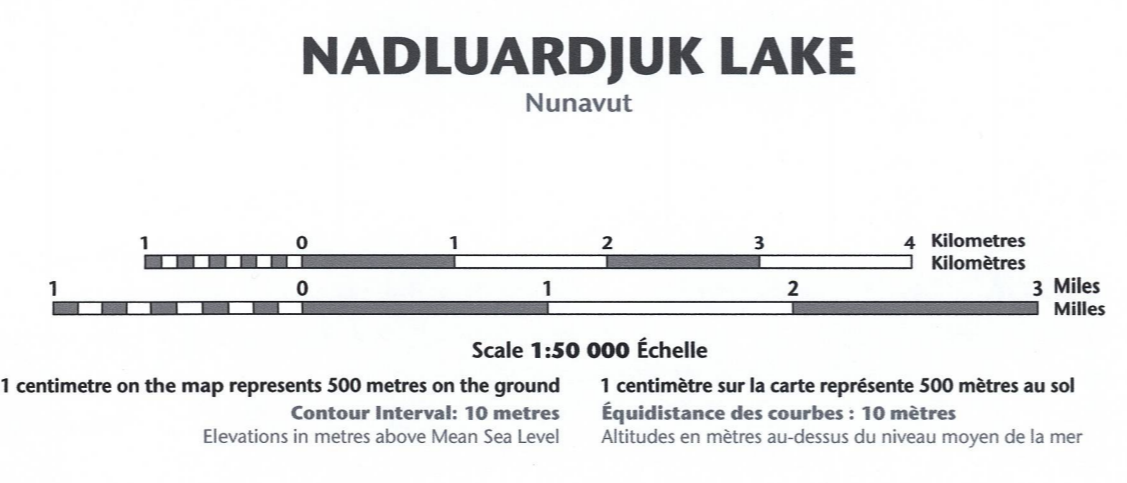 NADLUARDJUK LAKE
Nunavut
1 0 1 2 3 4 Kilometres
Kilomètres
1 0 1 2 3 Miles
Milles
Scale 1:50 000 Échelle
1 centimetre on the map represents 500 metres on the ground
1 centimètre sur la carte représente 500 mètres au sol
Contour Interval: 10 metres
Équidistance des courbes : 10 mètres
Elevations in metres above Mean Sea Level
Altitudes en mètres au-dessus du niveau moyen de la mer